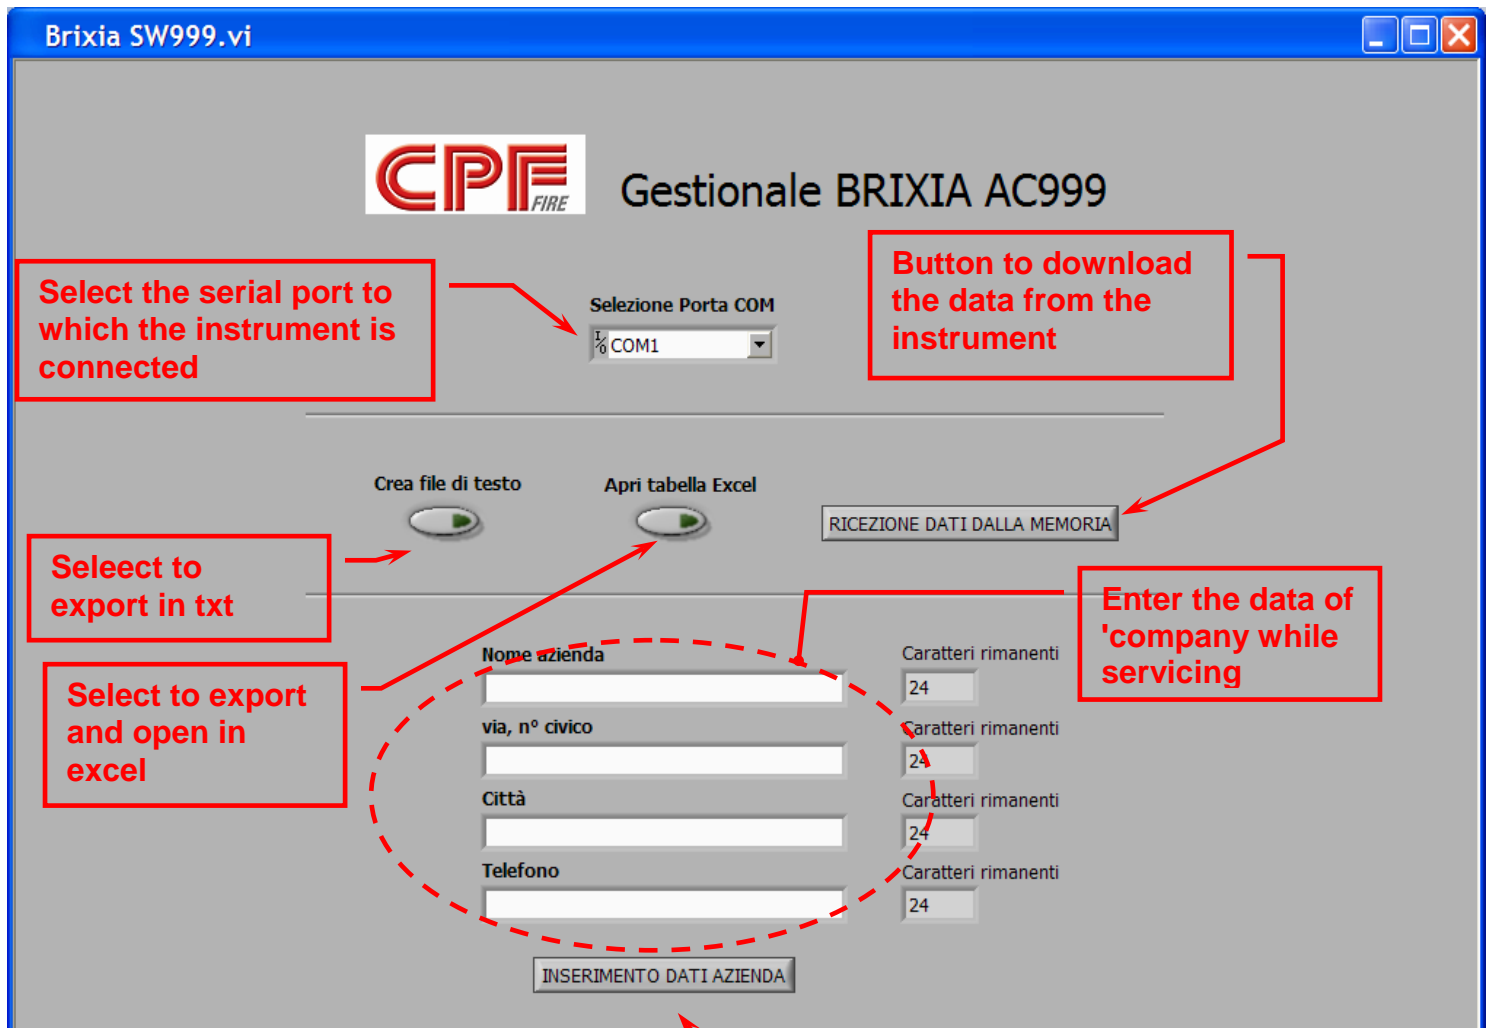 Brixia SW999.vi
CPF
FIRE
Gestionale BRIXIA AC999
Select the serial port to
which the instrument is
connected
Selezione Porta COM
I/O COM1
Button to download
the data from the
instrument
Crea file di testo
Apri tabella Excel
RICEZIONE DATI DALLA MEMORIA
Seleect to
export in txt
Enter the data of
'company while
servicing
Select to export
and open in
excel
Nome azienda
Caratteri rimanenti
24
via, nº civico
Caratteri rimanenti
24
Città
Caratteri rimanenti
24
Telefono
Caratteri rimanenti
24
INSERIMENTO DATI AZIENDA